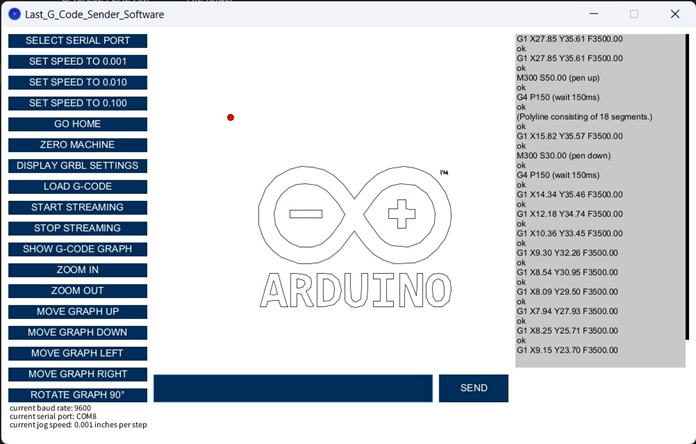 Last_G_Code_Sender_Software
SELECT SERIAL PORT
SET SPEED TO 0.001
SET SPEED TO 0.010
SET SPEED TO 0.100
GO HOME
ZERO MACHINE
DISPLAY GRBL SETTINGS
LOAD G-CODE
START STREAMING
STOP STREAMING
SHOW G-CODE GRAPH
ZOOM IN
ZOOM OUT
MOVE GRAPH UP
MOVE GRAPH DOWN
MOVE GRAPH LEFT
MOVE GRAPH RIGHT
ROTATE GRAPH 90°
current baud rate: 9600
current serial port: COM8
current jog speed: 0.001 inches per step
TM
ARDUINO
SEND
G1 X27.85 Y35.61 F3500.00
ok
G1 X27.85 Y35.61 F3500.00
ok
M300 S50.00 (pen up)
ok
G4 P150 (wait 150ms)
ok
(Polyline consisting of 18 segments.)
ok
G1 X15.82 Y35.57 F3500.00
ok
M300 S30.00 (pen down)
ok
G4 P150 (wait 150ms)
ok
G1 X14.34 Y35.46 F3500.00
ok
G1 X12.18 Y34.74 F3500.00
ok
G1 X10.36 Y33.45 F3500.00
ok
G1 X9.30 Y32.26 F3500.00
ok
G1 X8.54 Y30.95 F3500.00
ok
G1 X8.09 Y29.50 F3500.00
ok
G1 X7.94 Y27.93 F3500.00
ok
G1 X8.25 Y25.71 F3500.00
ok
G1 X9.15 Y23.70 F3500.00